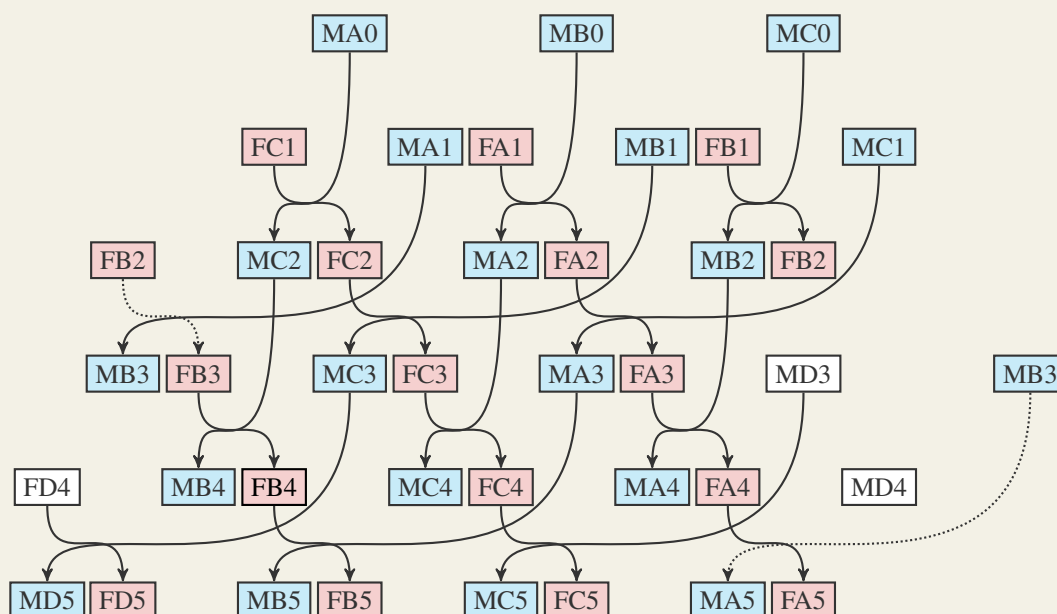 MA0 MB0 MC0
FC1 MA1 FA1 MB1 FB1 MC1
FB2 MC2 FC2 MA2 FA2 MB2 FB2
MB3 FB3 MC3 FC3 MA3 FA3 MD3 MB3
FD4 MB4 FB4 MC4 FC4 MA4 FA4 MD4
MD5 FD5 MB5 FB5 MC5 FC5 MA5 FA5